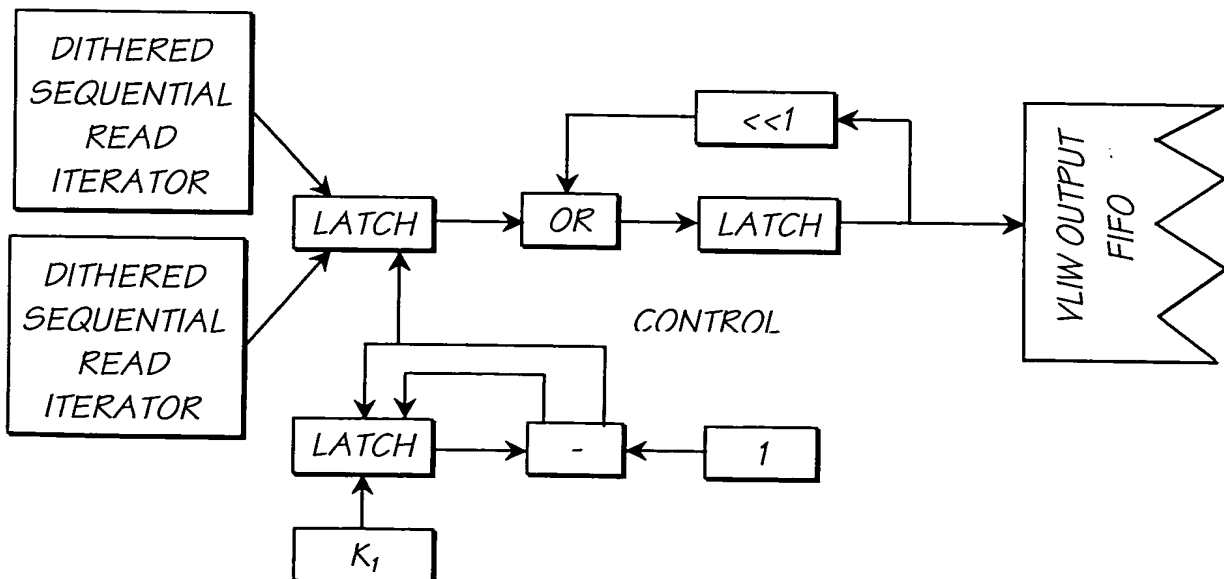 DITHERED
SEQUENTIAL
READ
ITERATOR
DITHERED
SEQUENTIAL
READ
ITERATOR
LATCH
OR
<<1
LATCH
VLIW OUTPUT
FIFO
CONTROL
LATCH
-
1
K₁